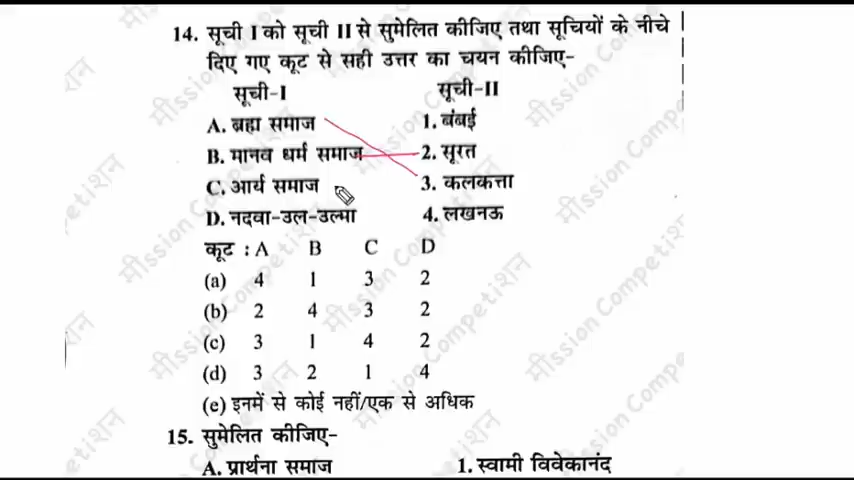 14. सूची I को सूची II से सुमेलित कीजिए तथा सूचियों के नीचे
दिए गए कूट से सही उत्तर का चयन कीजिए-
सूची-I सूची-II
A. ब्रह्म समाज 1. बंबई
B. मानव धर्म समाज 2. सूरत
C. आर्य समाज 3. कलकत्ता
D. नदवा-उल-उल्मा 4. लखनऊ
कूट : A B C D
(a) 4 1 3 2
(b) 2 4 3 2
(c) 3 1 4 2
(d) 3 2 1 4
(e) इनमें से कोई नहीं/एक से अधिक
15. सुमेलित कीजिए-
A. प्रार्थना समाज 1. स्वामी विवेकानंद